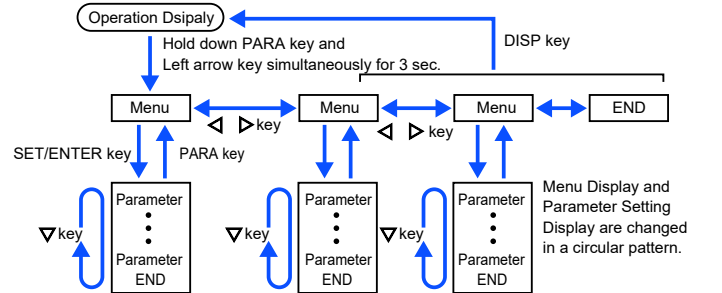 Operation Dsipaly
Hold down PARA key and
Left arrow key simultaneously for 3 sec.
DISP key
Menu
key
Menu
key
Menu
END
SET/ENTER key
PARA key
key
Parameter
Parameter
END
key
Parameter
Parameter
END
key
Parameter
Parameter
END
Menu Display and
Parameter Setting
Display are changed
in a circular pattern.